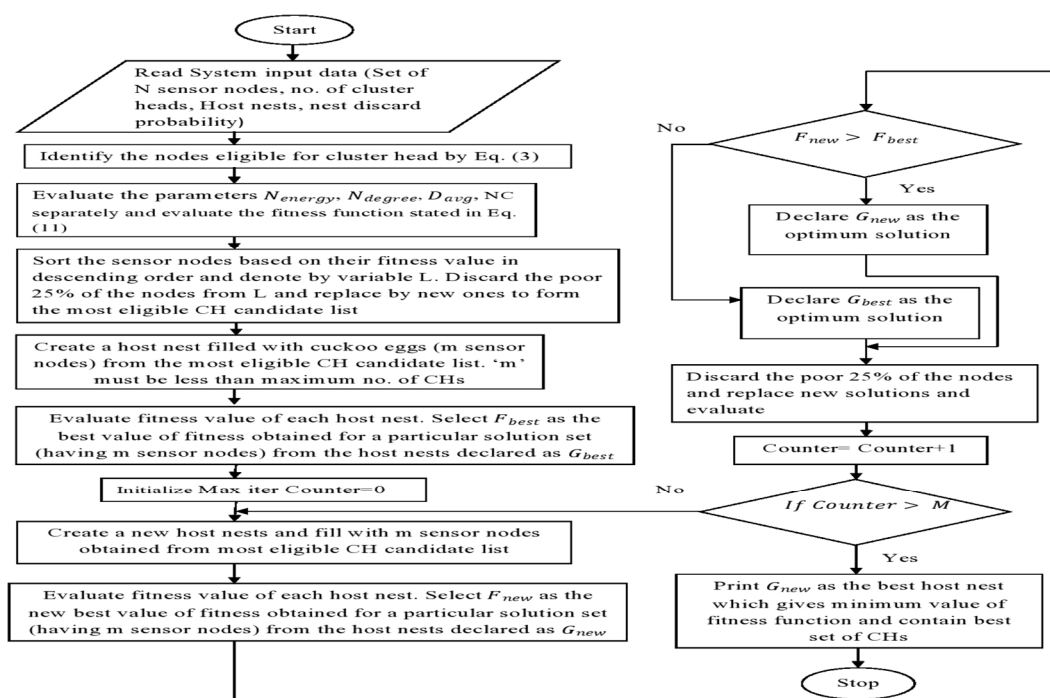 Start
Read System input data (Set of
N sensor nodes, no. of cluster
heads, Host nests, nest discard
probability)
Identify the nodes eligible for cluster head by Eq. (3)
Evaluate the parameters N_energy, N_degree, D_avg, NC
separately and evaluate the fitness function stated in Eq.
(11)
Sort the sensor nodes based on their fitness value in
descending order and denote by variable L. Discard the poor
25% of the nodes from L and replace by new ones to form
the most eligible CH candidate list
Create a host nest filled with cuckoo eggs (m sensor
nodes) from the most eligible CH candidate list. ‘m’
must be less than maximum no. of CHs
Evaluate fitness value of each host nest. Select F_best as the
best value of fitness obtained for a particular solution set
(having m sensor nodes) from the host nests declared as G_best
Initialize Max iter Counter=0
Create a new host nests and fill with m sensor nodes
obtained from most eligible CH candidate list
Evaluate fitness value of each host nest. Select F_new as the
new best value of fitness obtained for a particular solution set
(having m sensor nodes) from the host nests declared as G_new
F_new > F_best
No
Yes
Declare G_new as the
optimum solution
Declare G_best as the
optimum solution
Discard the poor 25% of the nodes
and replace new solutions and
evaluate
Counter= Counter+1
If Counter > M
No
Yes
Print G_new as the best host nest
which gives minimum value of
fitness function and contain best
set of CHs
Stop